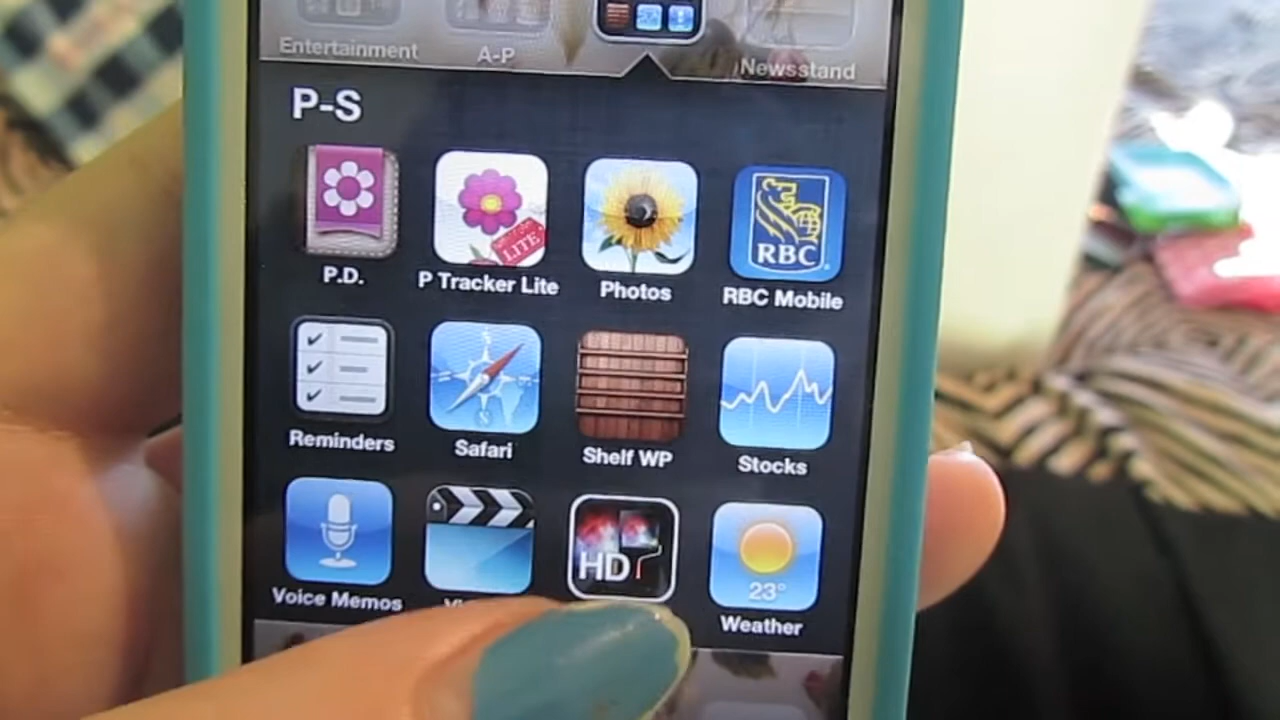 Entertainment A-P Newsstand
P-S
LITE
RBC
P.D. P Tracker Lite Photos RBC Mobile
Reminders Safari Shelf WP Stocks
HD
23°
Voice Memos Weather